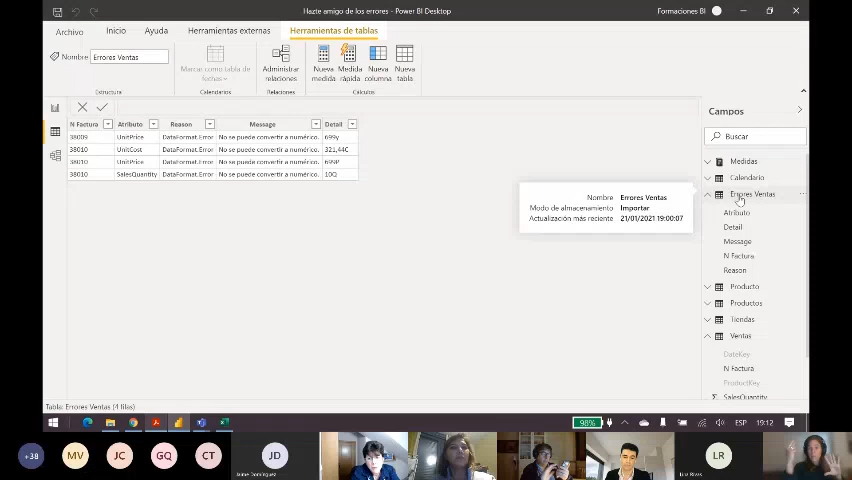 Hazte amigo de los errores - Power BI Desktop
Formaciones BI
Archivo Inicio Ayuda Herramientas externas Herramientas de tablas
Nombre Errores Ventas
Marcar como tabla de fechas
Administrar relaciones
Nueva medida
Medida rápida
Nueva columna
Nueva tabla
Estructura Calendarios Relaciones Cálculos
Campos
Buscar
N Factura Atributo Reason Message Detail
38009 UnitPrice DataFormat.Error No se puede convertir a numérico. 699y
38010 UnitCost DataFormat.Error No se puede convertir a numérico. 321,44C
38010 UnitPrice DataFormat.Error No se puede convertir a numérico. 699P
38010 SalesQuantity DataFormat.Error No se puede convertir a numérico. 10Q
Nombre Errores Ventas
Modo de almacenamiento Importar
Actualización más reciente 21/01/2021 19:00:07
Medidas
Calendario
Errores Ventas
Atributo
Detail
Message
N Factura
Reason
Producto
Productos
Tiendas
Ventas
DateKey
N Factura
ProductKey
SalesQuantity
Tabla: Errores Ventas (4 filas)
98% ESP 19:12
+38 MV JC GQ CT JD LR
Jaime Domínguez